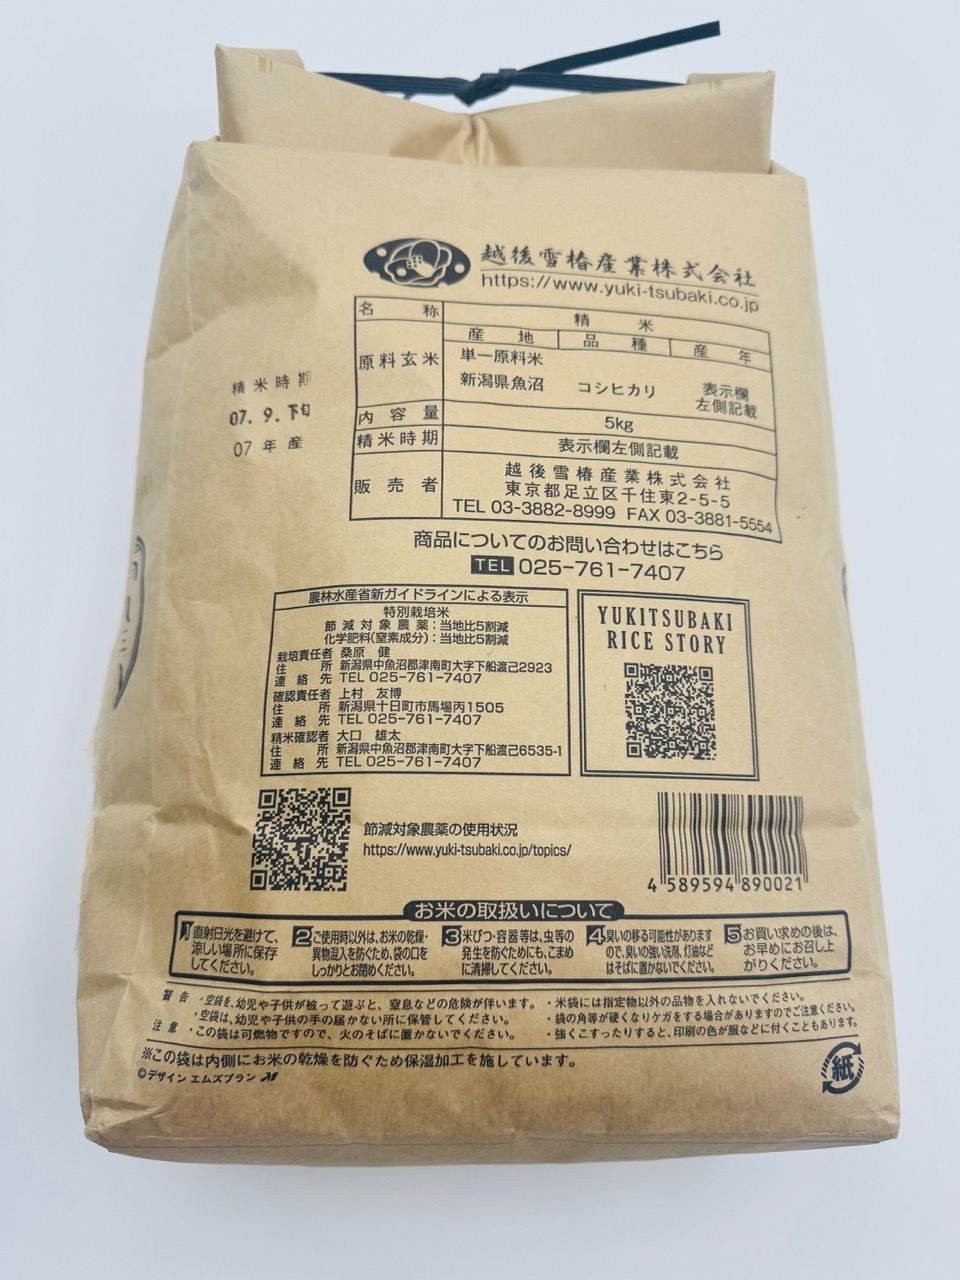 越後雪椿産業株式会社
https://www.yuki-tsubaki.co.jp
精米時期
07.9.下旬
07年産
名称 精米
原料玄米 産地 品種 産年
単一原料米
新潟県魚沼 コシヒカリ 表示欄
左側記載
内容量 5kg
精米時期 表示欄左側記載
販売者 越後雪椿産業株式会社
東京都足立区千住東2-5-5
TEL 03-3882-8999 FAX 03-3881-5554
商品についてのお問い合わせはこちら
TEL 025-761-7407
農林水産省新ガイドラインによる表示
特別栽培米
節減対象農薬:当地比5割減
化学肥料(窒素成分):当地比5割減
栽培責任者 桑原 健
住所 新潟県中魚沼郡津南町大字下船渡己2923
連絡先 TEL 025-761-7407
確認責任者 上村 友博
住所 新潟県十日町市馬場丙1505
連絡先 TEL 025-761-7407
精米確認者 大口 雄太
住所 新潟県中魚沼郡津南町大字下船渡己6535-1
連絡先 TEL 025-761-7407
YUKITSUBAKI
RICE STORY
節減対象農薬の使用状況
https://www.yuki-tsubaki.co.jp/topics/
4 589594 890021
お米の取扱いについて
1 直射日光を避けて、
涼しい場所に保存
してください。
2 ご使用時以外は、お米の乾燥・
異物混入を防ぐため、袋の口を
しっかりとお閉めください。
3 米びつ・容器等は、虫等の
発生を防ぐためにも、こまめ
に清掃してください。
4 臭いの移る可能性があります
ので、臭いの強い洗剤、灯油など
はそばに置かないでください。
5 お買い求めの後は、
お早めにお召し上
がりください。
警告 ・空袋を、幼児や子供が被って遊ぶと、窒息などの危険が伴います。
・空袋は、幼児や子供の手の届かない所に保管してください。
注意 ・この袋は可燃物ですので、火のそばに置かないでください。
・米袋には指定物以外の品物を入れないでください。
・袋の角等が硬くなりケガをする場合がありますのでご注意ください。
・強くこすったりすると、印刷の色が服などに付くこともあります。
※この袋は内側にお米の乾燥を防ぐため保湿加工を施しています。
©デザイン エムズプラン
紙